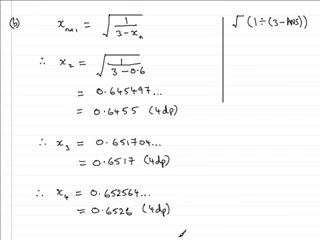 (b) x_{n+1} = √(1/(3-x_n))
√(1÷(3-ANS))
∴ x_2 = √(1/(3-0.6))
= 0.645497...
= 0.6455 (4dp)
∴ x_3 = 0.651704...
= 0.6517 (4dp)
∴ x_4 = 0.652564...
= 0.6526 (4dp)